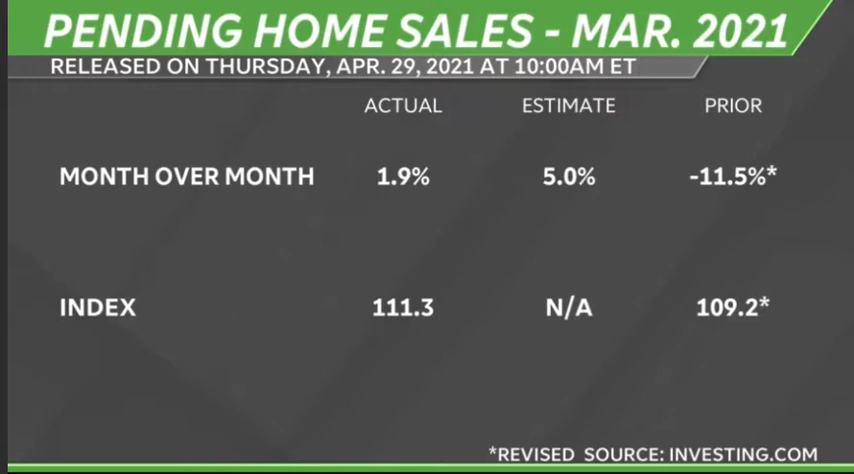 PENDING HOME SALES - MAR. 2021
RELEASED ON THURSDAY, APR. 29, 2021 AT 10:00AM ET
ACTUAL ESTIMATE PRIOR
MONTH OVER MONTH 1.9% 5.0% -11.5%*
INDEX 111.3 N/A 109.2*
*REVISED SOURCE: INVESTING.COM